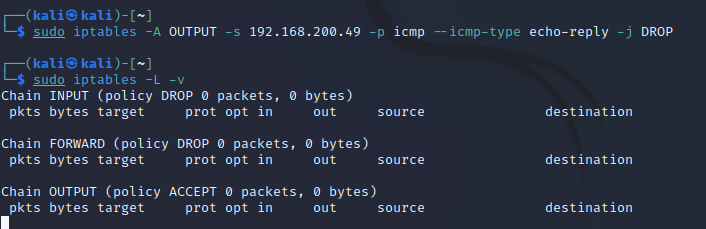 ┌──(kali㉿kali)-[~]
└─$ sudo iptables -A OUTPUT -s 192.168.200.49 -p icmp --icmp-type echo-reply -j DROP
┌──(kali㉿kali)-[~]
└─$ sudo iptables -L -v
Chain INPUT (policy DROP 0 packets, 0 bytes)
 pkts bytes target     prot opt in     out     source               destination
Chain FORWARD (policy DROP 0 packets, 0 bytes)
 pkts bytes target     prot opt in     out     source               destination
Chain OUTPUT (policy ACCEPT 0 packets, 0 bytes)
 pkts bytes target     prot opt in     out     source               destination